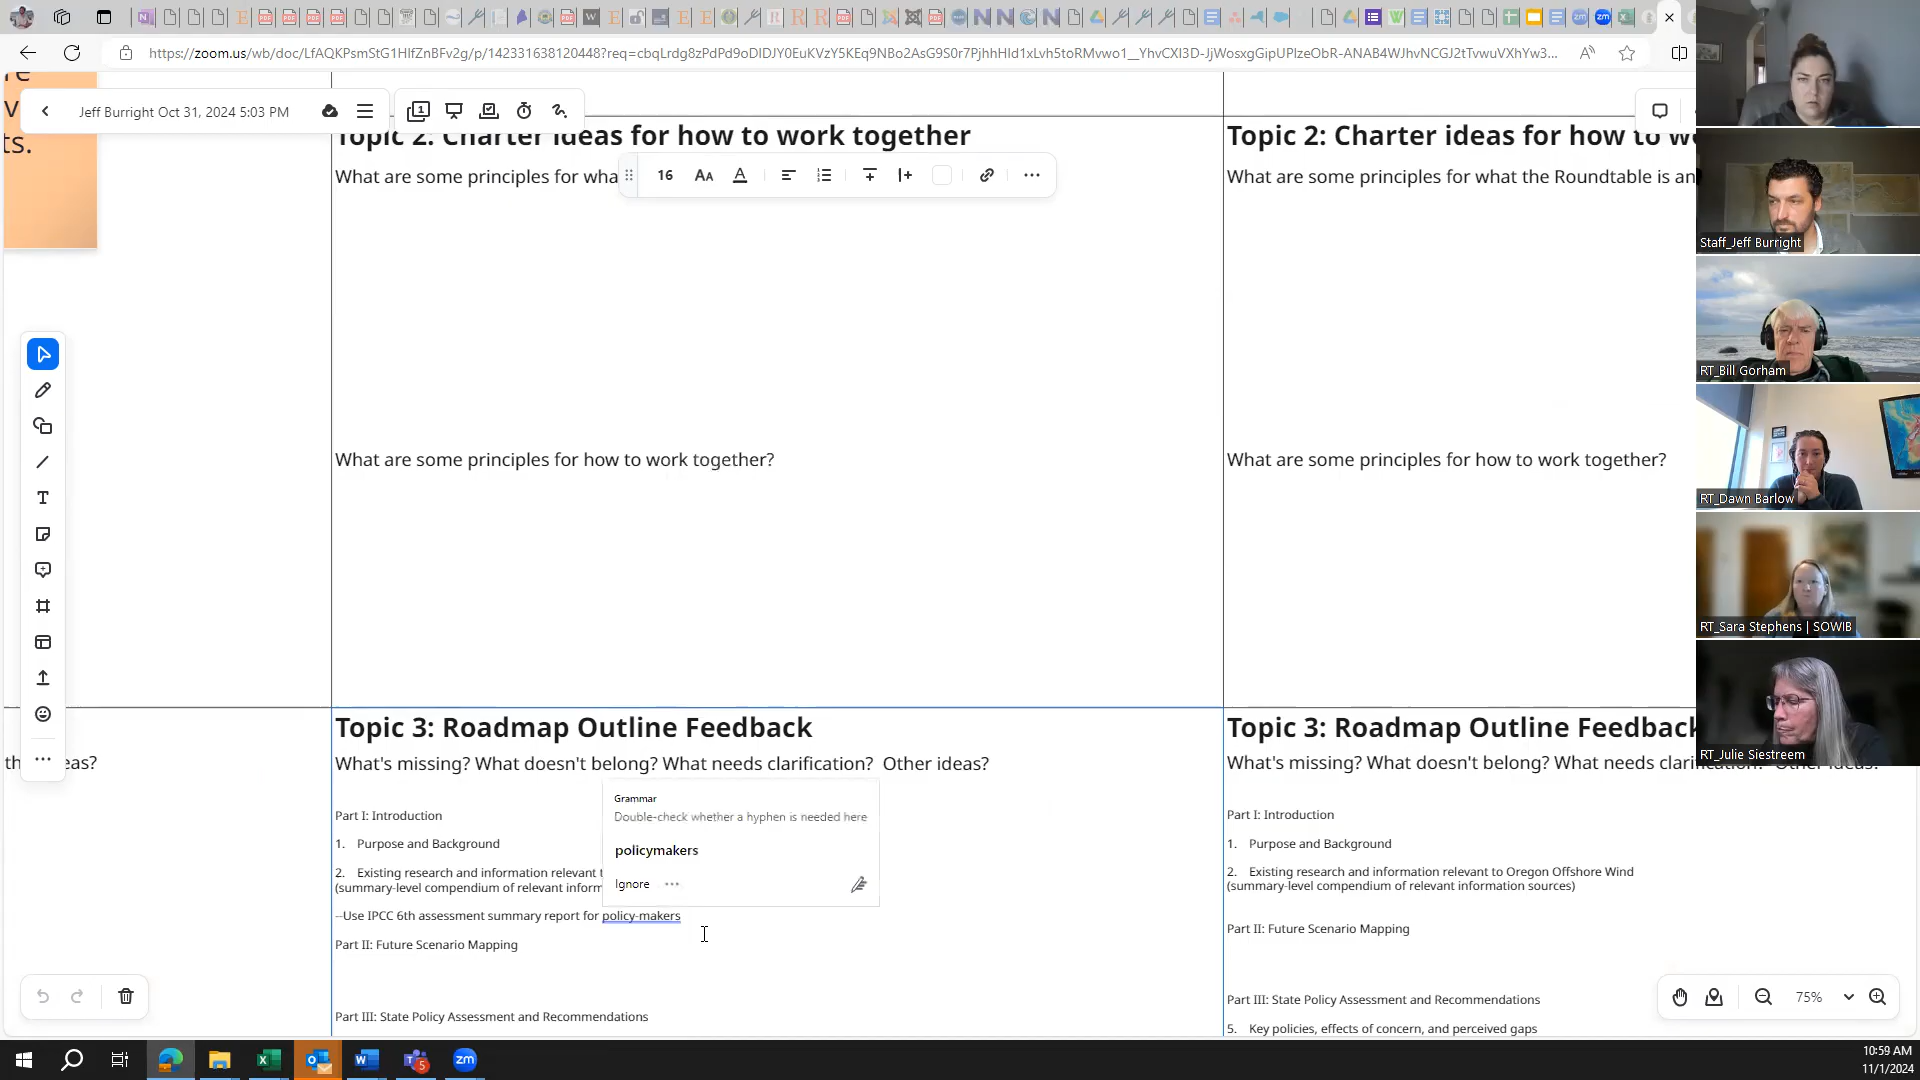 https://zoom.us/wb/doc/LfAQKPsmStG1HIfZnBFv2g/p/142331638120448?req=cbqLrdg8zPdPd9oDIDJY0EuKVzY5KEq9NBo2AsG9S0r7PjhhHId1xLvh5toRMvwo1__YhvCXI3D-JjWosxgGipUPIzeObR-ANAB4WJhvNCGJ2tTvwuVXhYw3...
ts.
Jeff Burright Oct 31, 2024 5:03 PM
Topic 2: Charter ideas for how to work together
What are some principles for wha
16
Topic 2: Charter ideas for how to wo
What are some principles for what the Roundtable is an
What are some principles for how to work together?
What are some principles for how to work together?
Topic 3: Roadmap Outline Feedback
What's missing? What doesn't belong? What needs clarification? Other ideas?
Part I: Introduction
1. Purpose and Background
2. Existing research and information relevant t
(summary-level compendium of relevant inform
--Use IPCC 6th assessment summary report for policy-makers
Part II: Future Scenario Mapping
Part III: State Policy Assessment and Recommendations
Grammar
Double-check whether a hyphen is needed here
policymakers
Ignore
Topic 3: Roadmap Outline Feedback
What's missing? What doesn't belong? What needs clarification? Other ideas?
Part I: Introduction
1. Purpose and Background
2. Existing research and information relevant to Oregon Offshore Wind
(summary-level compendium of relevant information sources)
Part II: Future Scenario Mapping
Part III: State Policy Assessment and Recommendations
5. Key policies, effects of concern, and perceived gaps
75%
Staff_Jeff Burright
RT_Bill Gorham
RT_Dawn Barlow
RT_Sara Stephens | SOWIB
RT_Julie Siestreem
10:59 AM
11/1/2024